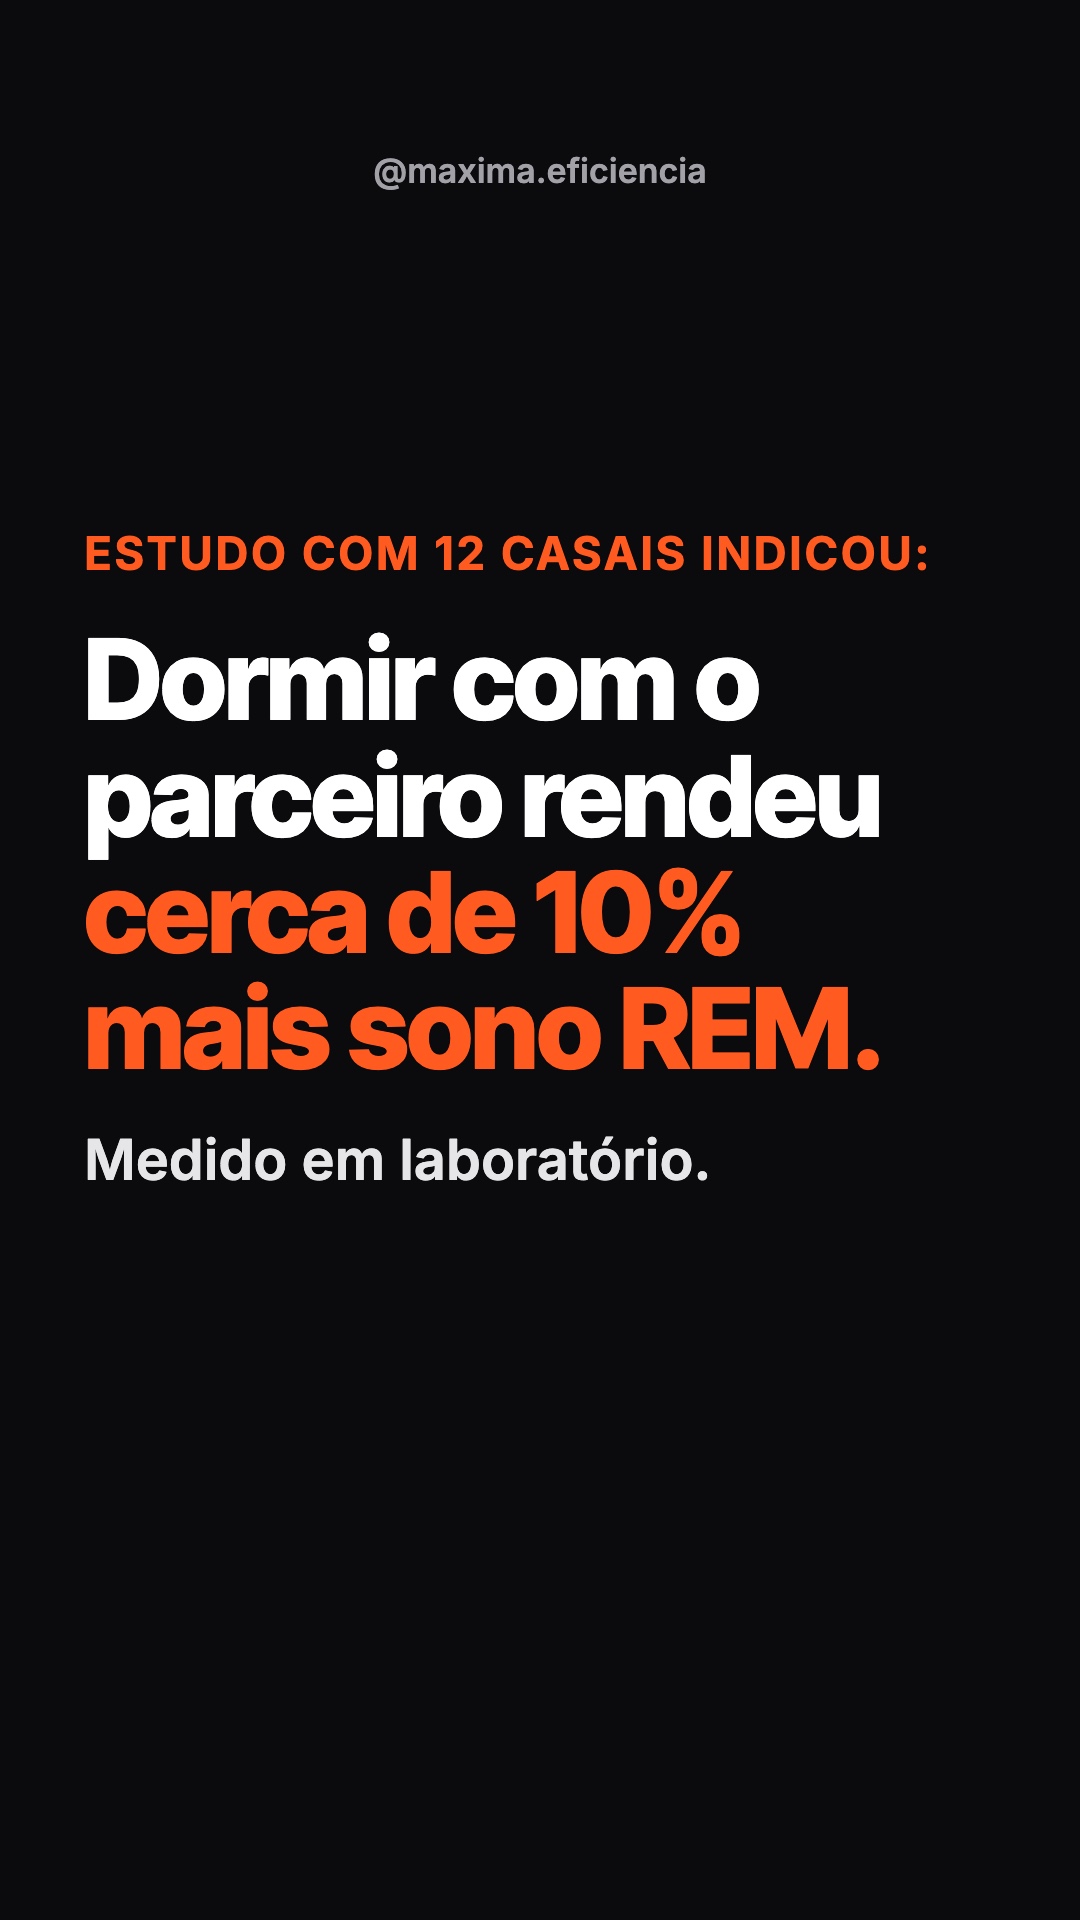 @maxima.eficiencia
ESTUDO COM 12 CASAIS INDICOU:
Dormir com o
parceiro rendeu
cerca de 10%
mais sono REM.
Medido em laboratório.